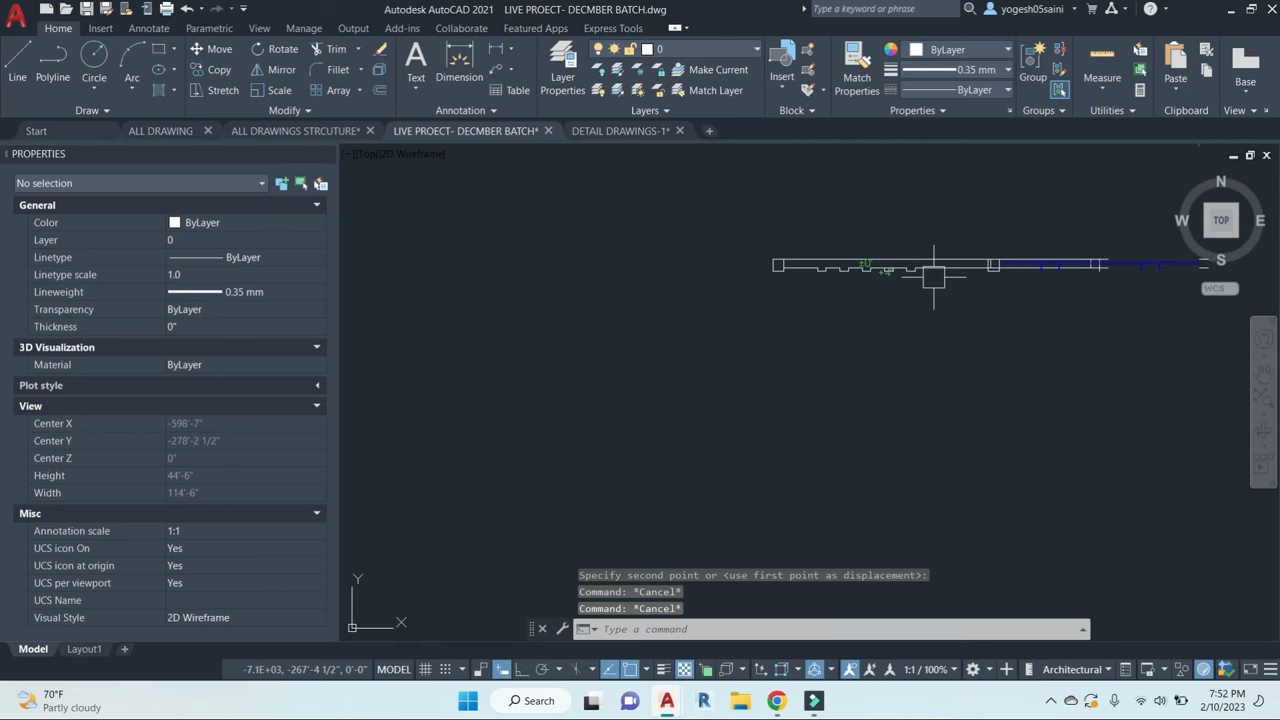 Autodesk AutoCAD 2021 LIVE PROECT- DECMBER BATCH.dwg
Type a keyword or phrase
yogesh05saini
Home Insert Annotate Parametric View Manage Output Add-ins Collaborate Featured Apps Express Tools
Line Polyline Circle Arc
Move Rotate Trim
Copy Mirror Fillet
Stretch Scale Array
Text Dimension Table
Layer Properties
0
Make Current
Match Layer
Insert
Match Properties
ByLayer
0.35 mm
ByLayer
Group
Measure
Paste
Base
Draw Modify Annotation Layers Block Properties Groups Utilities Clipboard View
Start ALL DRAWING ALL DRAWINGS STRCUTURE* LIVE PROECT- DECMBER BATCH* DETAIL DRAWINGS-1*
PROPERTIES
[−][Top][2D Wireframe]
No selection
General
Color ByLayer
Layer 0
Linetype ByLayer
Linetype scale 1.0
Lineweight 0.35 mm
Transparency ByLayer
Thickness 0"
3D Visualization
Material ByLayer
Plot style
View
Center X -598'-7"
Center Y -278'-2 1/2"
Center Z 0"
Height 44'-6"
Width 114'-6"
Misc
Annotation scale 1:1
UCS icon On Yes
UCS icon at origin Yes
UCS per viewport Yes
UCS Name
Visual Style 2D Wireframe
N
W TOP E
S
WCS
±0'
Y
X
Specify second point or <use first point as displacement>:
Command: *Cancel*
Command: *Cancel*
Type a command
Model Layout1
-7.1E+03, -267'-4 1/2", 0'-0" MODEL 1:1 / 100% Architectural
70°F
Partly cloudy
Search
7:52 PM
2/10/2023